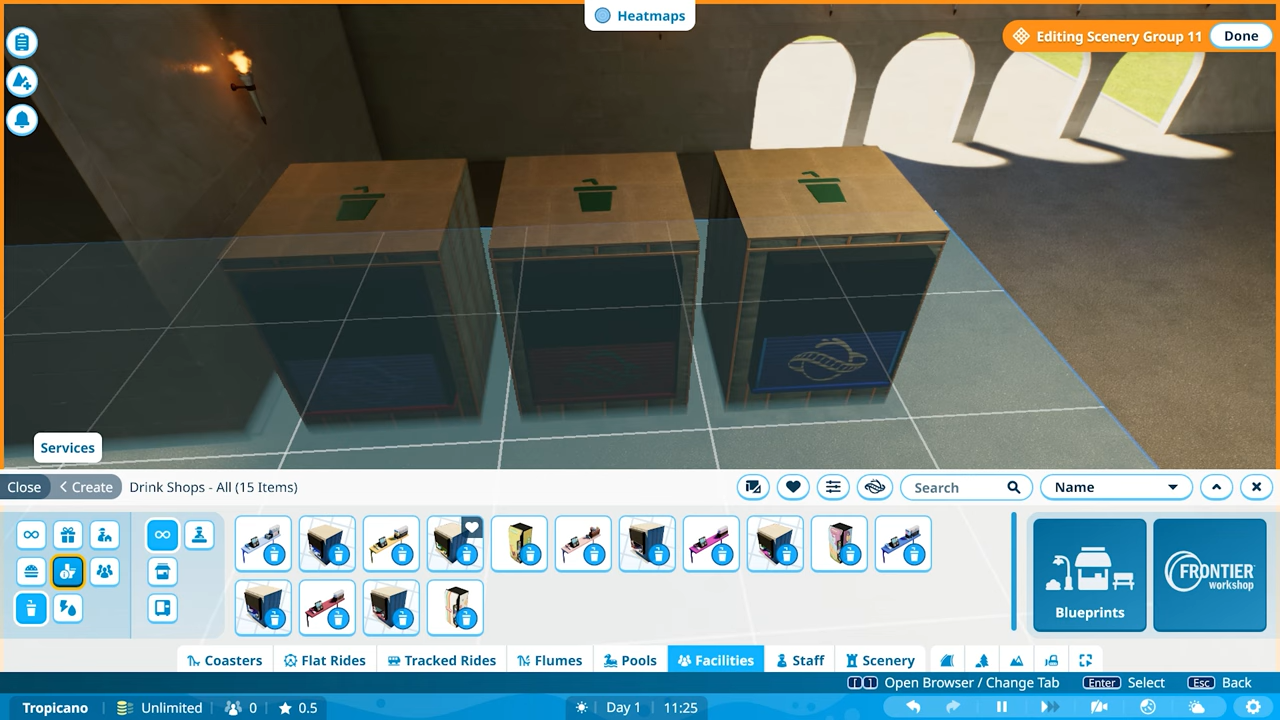 Heatmaps
Editing Scenery Group 11
Done
Services
Close
Create
Drink Shops - All (15 Items)
Search
Name
Blueprints
FRONTIER
workshop
Coasters
Flat Rides
Tracked Rides
Flumes
Pools
Facilities
Staff
Scenery
[ ] Open Browser / Change Tab
Enter Select
Esc Back
Tropicano
Unlimited
0
0.5
Day 1
11:25